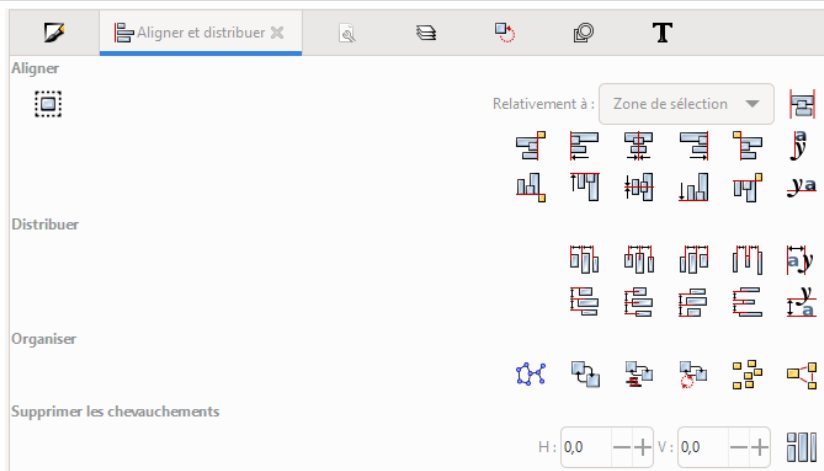 Aligner et distribuer
Aligner
Relativement à : Zone de sélection
Distribuer
Organiser
Supprimer les chevauchements
H : 0,0 V : 0,0